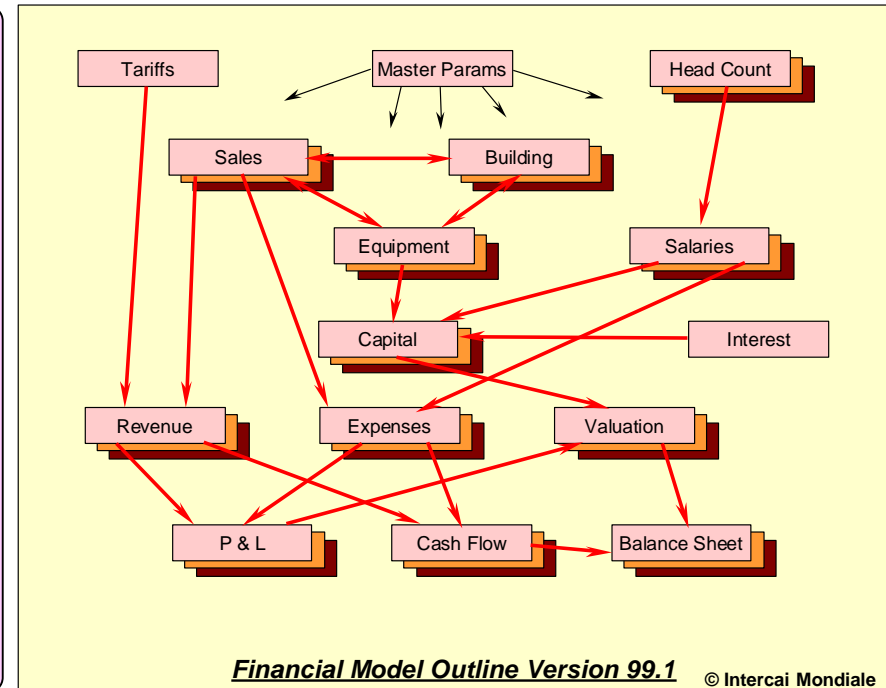 Tariffs
Master Params
Head Count
Sales
Building
Equipment
Salaries
Capital
Interest
Revenue
Expenses
Valuation
P & L
Cash Flow
Balance Sheet
Financial Model Outline Version 99.1
© Intercai Mondiale